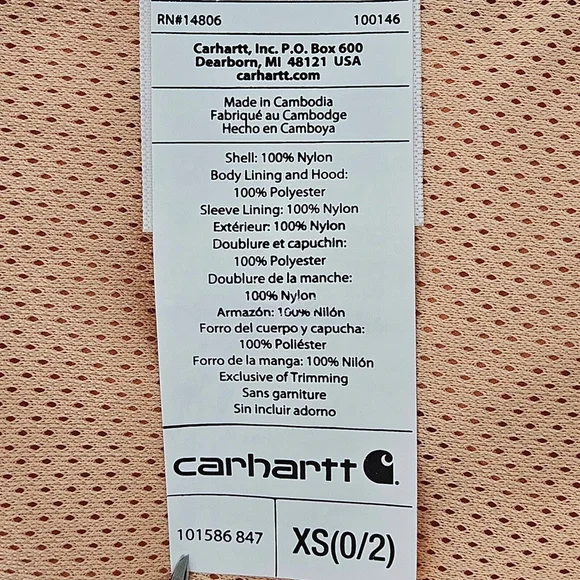 RN#14806 100146
Carhartt, Inc. P.O. Box 600
Dearborn, MI 48121 USA
carhartt.com
Made in Cambodia
Fabriqué au Cambodge
Hecho en Camboya
Shell: 100% Nylon
Body Lining and Hood:
100% Polyester
Sleeve Lining: 100% Nylon
Extérieur: 100% Nylon
Doublure et capuchin:
100% Polyester
Doublure de la manche:
100% Nylon
Armazón: 100% Nilón
Forro del cuerpo y capucha:
100% Poliéster
Forro de la manga: 100% Nilón
Exclusive of Trimming
Sans garniture
Sin incluir adorno
carhartt
101586 847 XS(0/2)